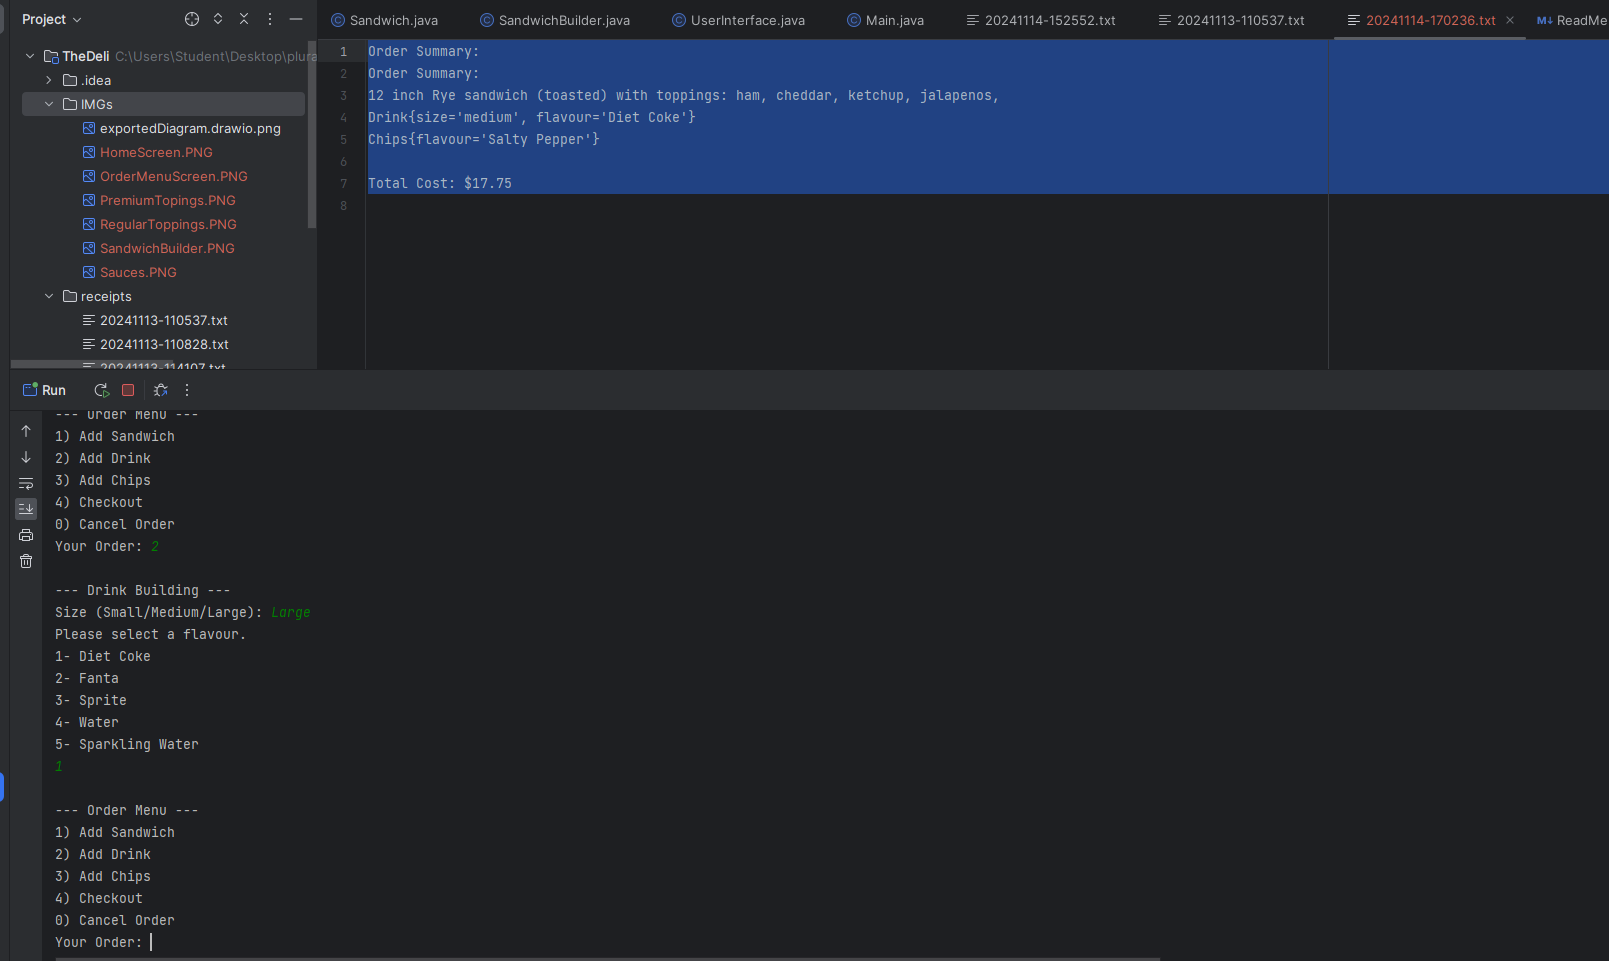 Project
Sandwich.java
SandwichBuilder.java
UserInterface.java
Main.java
20241114-152552.txt
20241113-110537.txt
20241114-170236.txt
M↓ ReadMe
TheDeli C:\Users\Student\Desktop\plura
.idea
IMGs
exportedDiagram.drawio.png
HomeScreen.PNG
OrderMenuScreen.PNG
PremiumTopings.PNG
RegularToppings.PNG
SandwichBuilder.PNG
Sauces.PNG
receipts
20241113-110537.txt
20241113-110828.txt
20241113-114107.txt
1 Order Summary:
2 Order Summary:
3 12 inch Rye sandwich (toasted) with toppings: ham, cheddar, ketchup, jalapenos,
4 Drink{size='medium', flavour='Diet Coke'}
5 Chips{flavour='Salty Pepper'}
6
7 Total Cost: $17.75
8
Run
--- Order Menu ---
1) Add Sandwich
2) Add Drink
3) Add Chips
4) Checkout
0) Cancel Order
Your Order: 2
--- Drink Building ---
Size (Small/Medium/Large): Large
Please select a flavour.
1- Diet Coke
2- Fanta
3- Sprite
4- Water
5- Sparkling Water
1
--- Order Menu ---
1) Add Sandwich
2) Add Drink
3) Add Chips
4) Checkout
0) Cancel Order
Your Order: